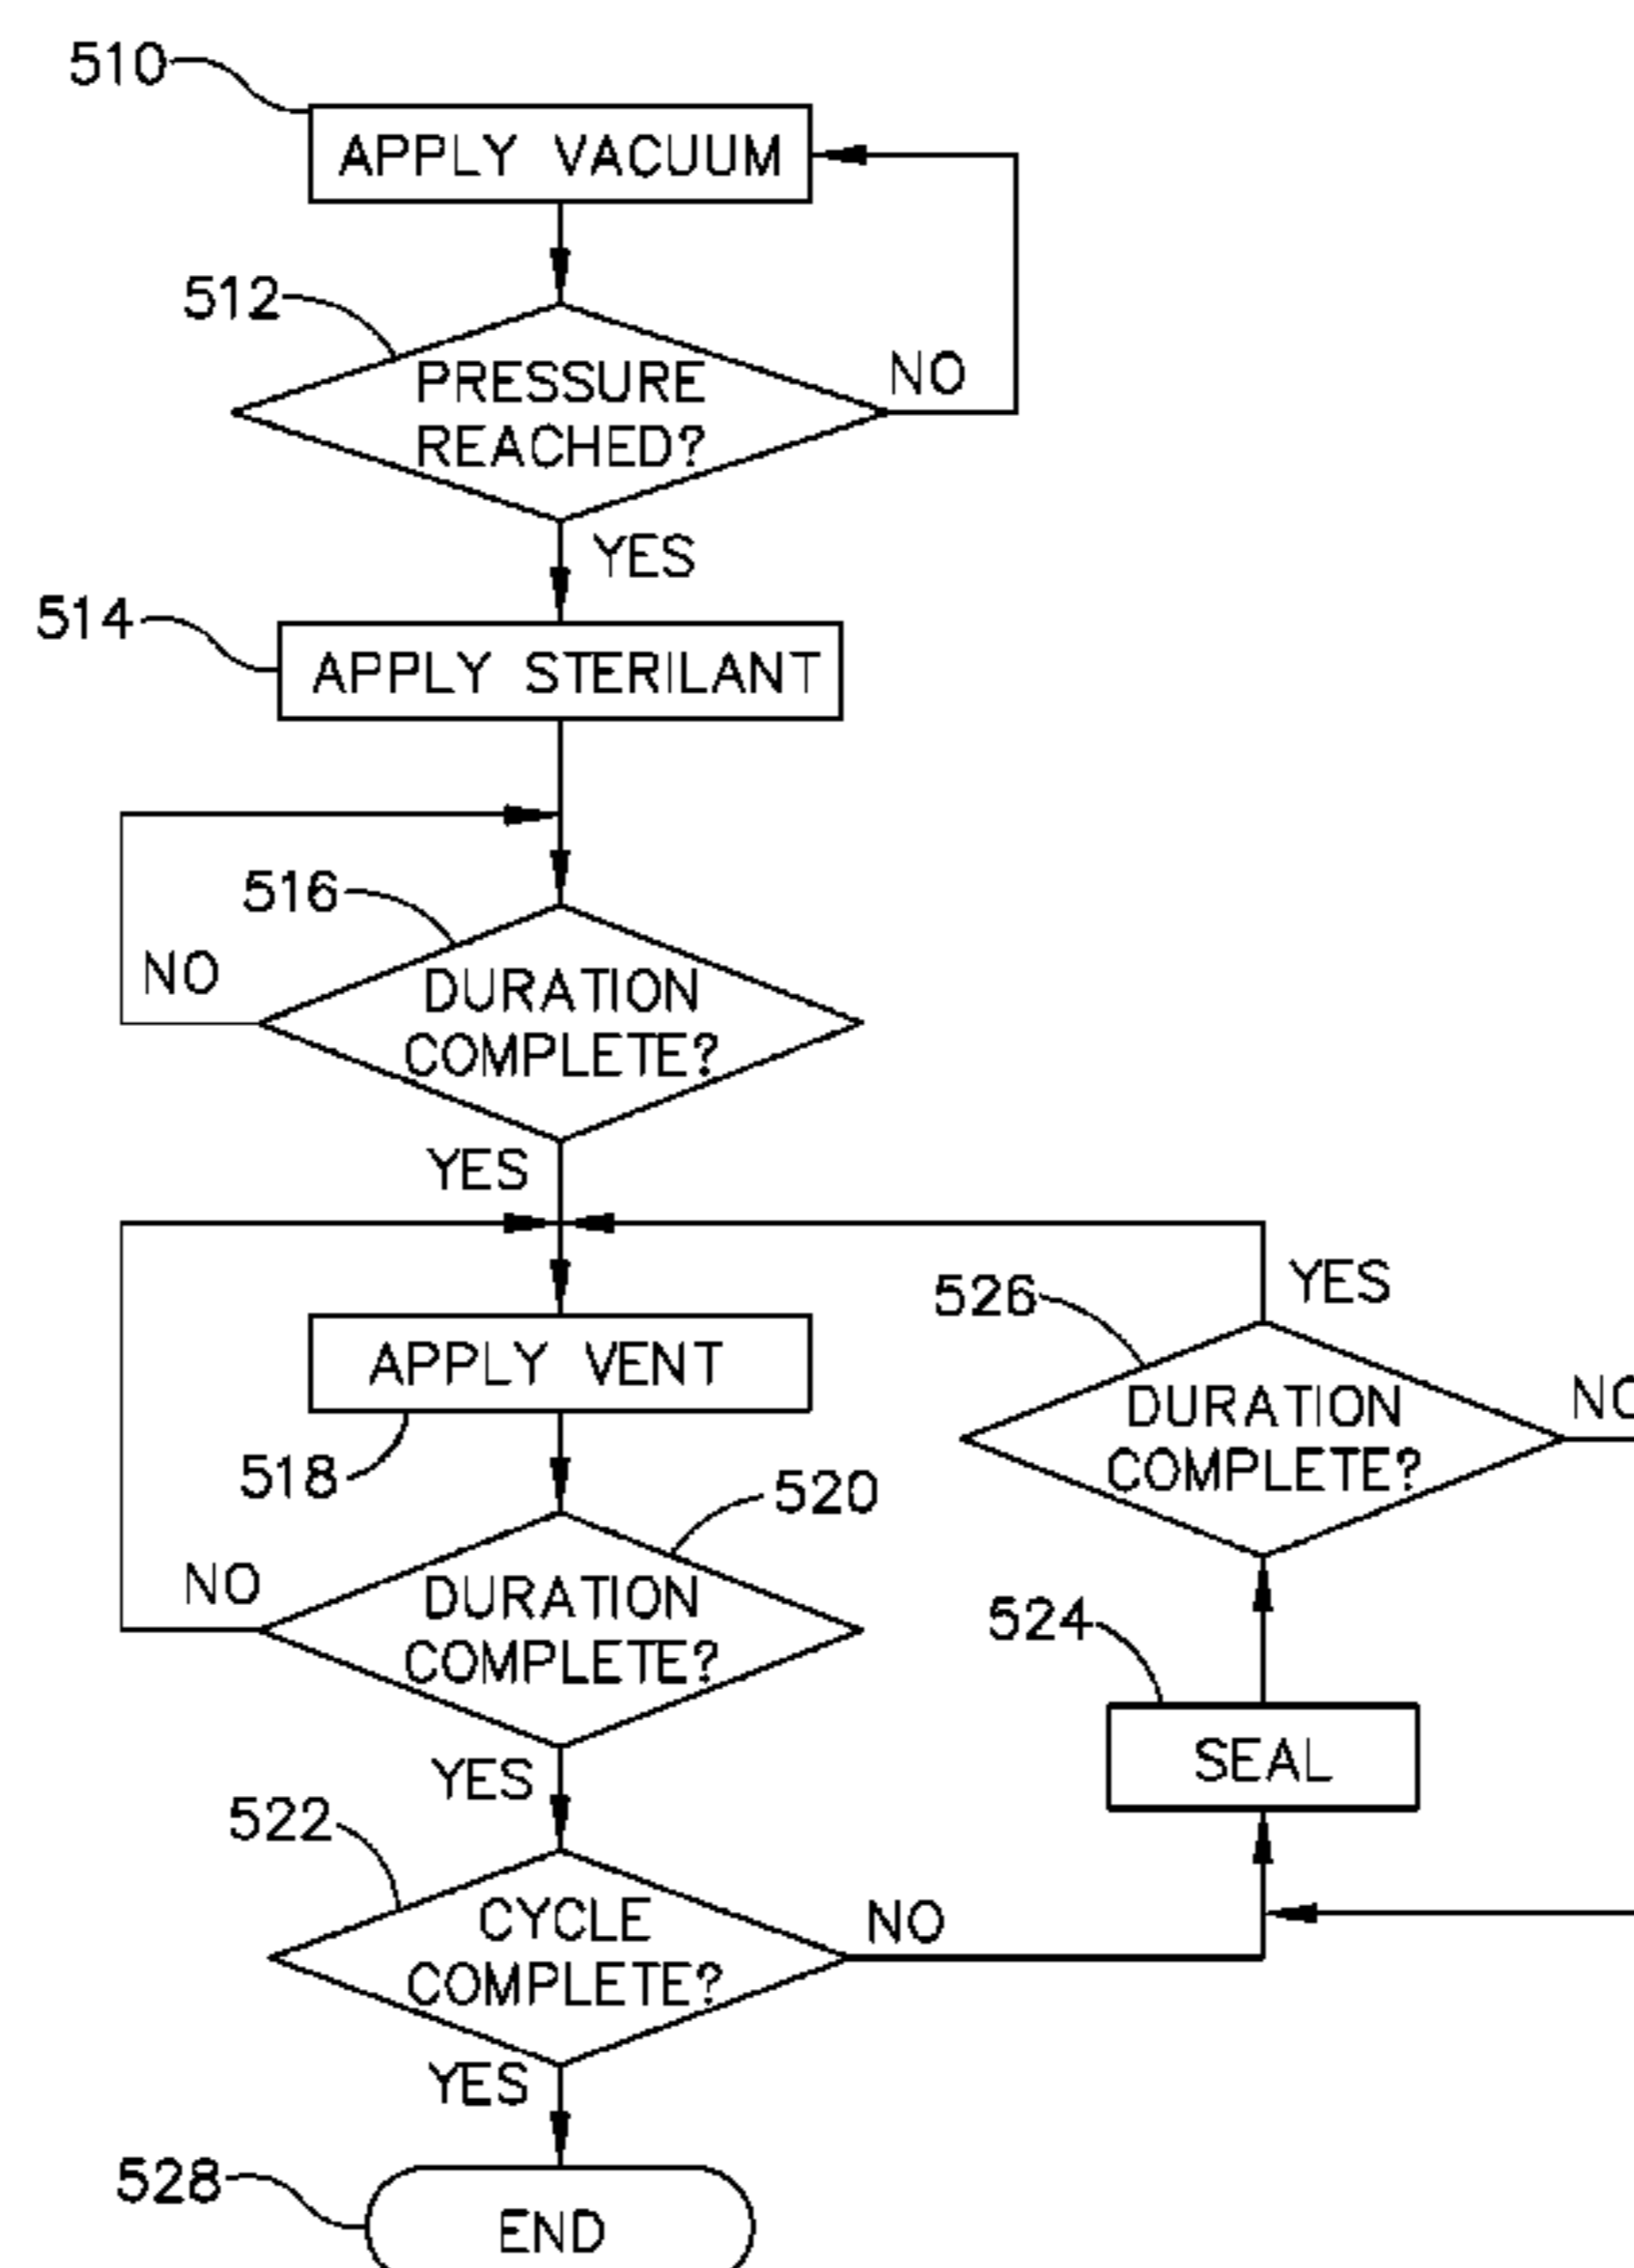 510
APPLY VACUUM
512
PRESSURE
REACHED?
NO
YES
514
APPLY STERILANT
516
NO
DURATION
COMPLETE?
YES
APPLY VENT
518
526
YES
DURATION
COMPLETE?
NO
520
NO
DURATION
COMPLETE?
524
SEAL
YES
522
CYCLE
COMPLETE?
NO
YES
528
END